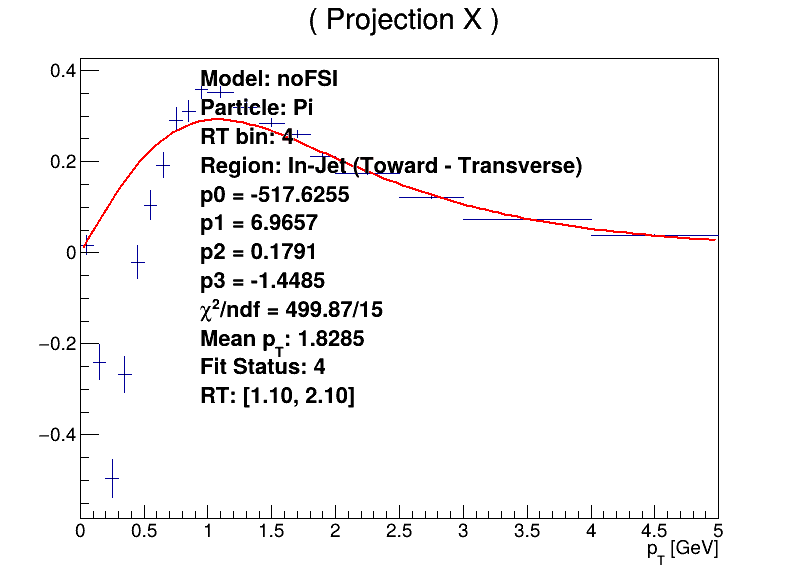 ( Projection X )
0.4
0.2
0
−0.2
−0.4
Model: noFSI
Particle: Pi
RT bin: 4
Region: In-Jet (Toward - Transverse)
p0 = -517.6255
p1 = 6.9657
p2 = 0.1791
p3 = -1.4485
χ²/ndf = 499.87/15
Mean p_T: 1.8285
Fit Status: 4
RT: [1.10, 2.10]
0 0.5 1 1.5 2 2.5 3 3.5 4 4.5 5
p_T [GeV]